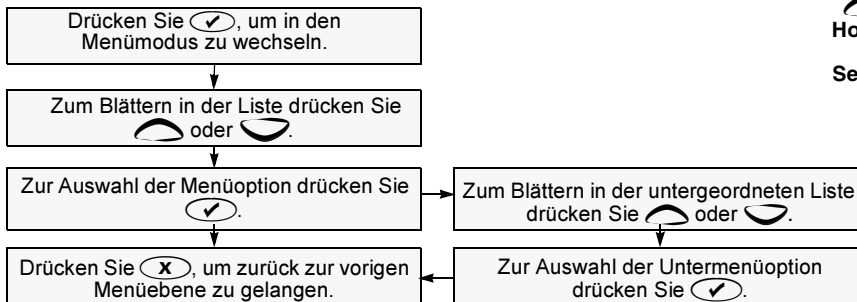 Drücken Sie ✔, um in den
Menümodus zu wechseln.
Zum Blättern in der Liste drücken Sie
oder .
Zur Auswahl der Menüoption drücken Sie
✔.
Zum Blättern in der untergeordneten Liste
drücken Sie oder .
Drücken Sie X, um zurück zur vorigen
Menüebene zu gelangen.
Zur Auswahl der Untermenüoption
drücken Sie ✔.